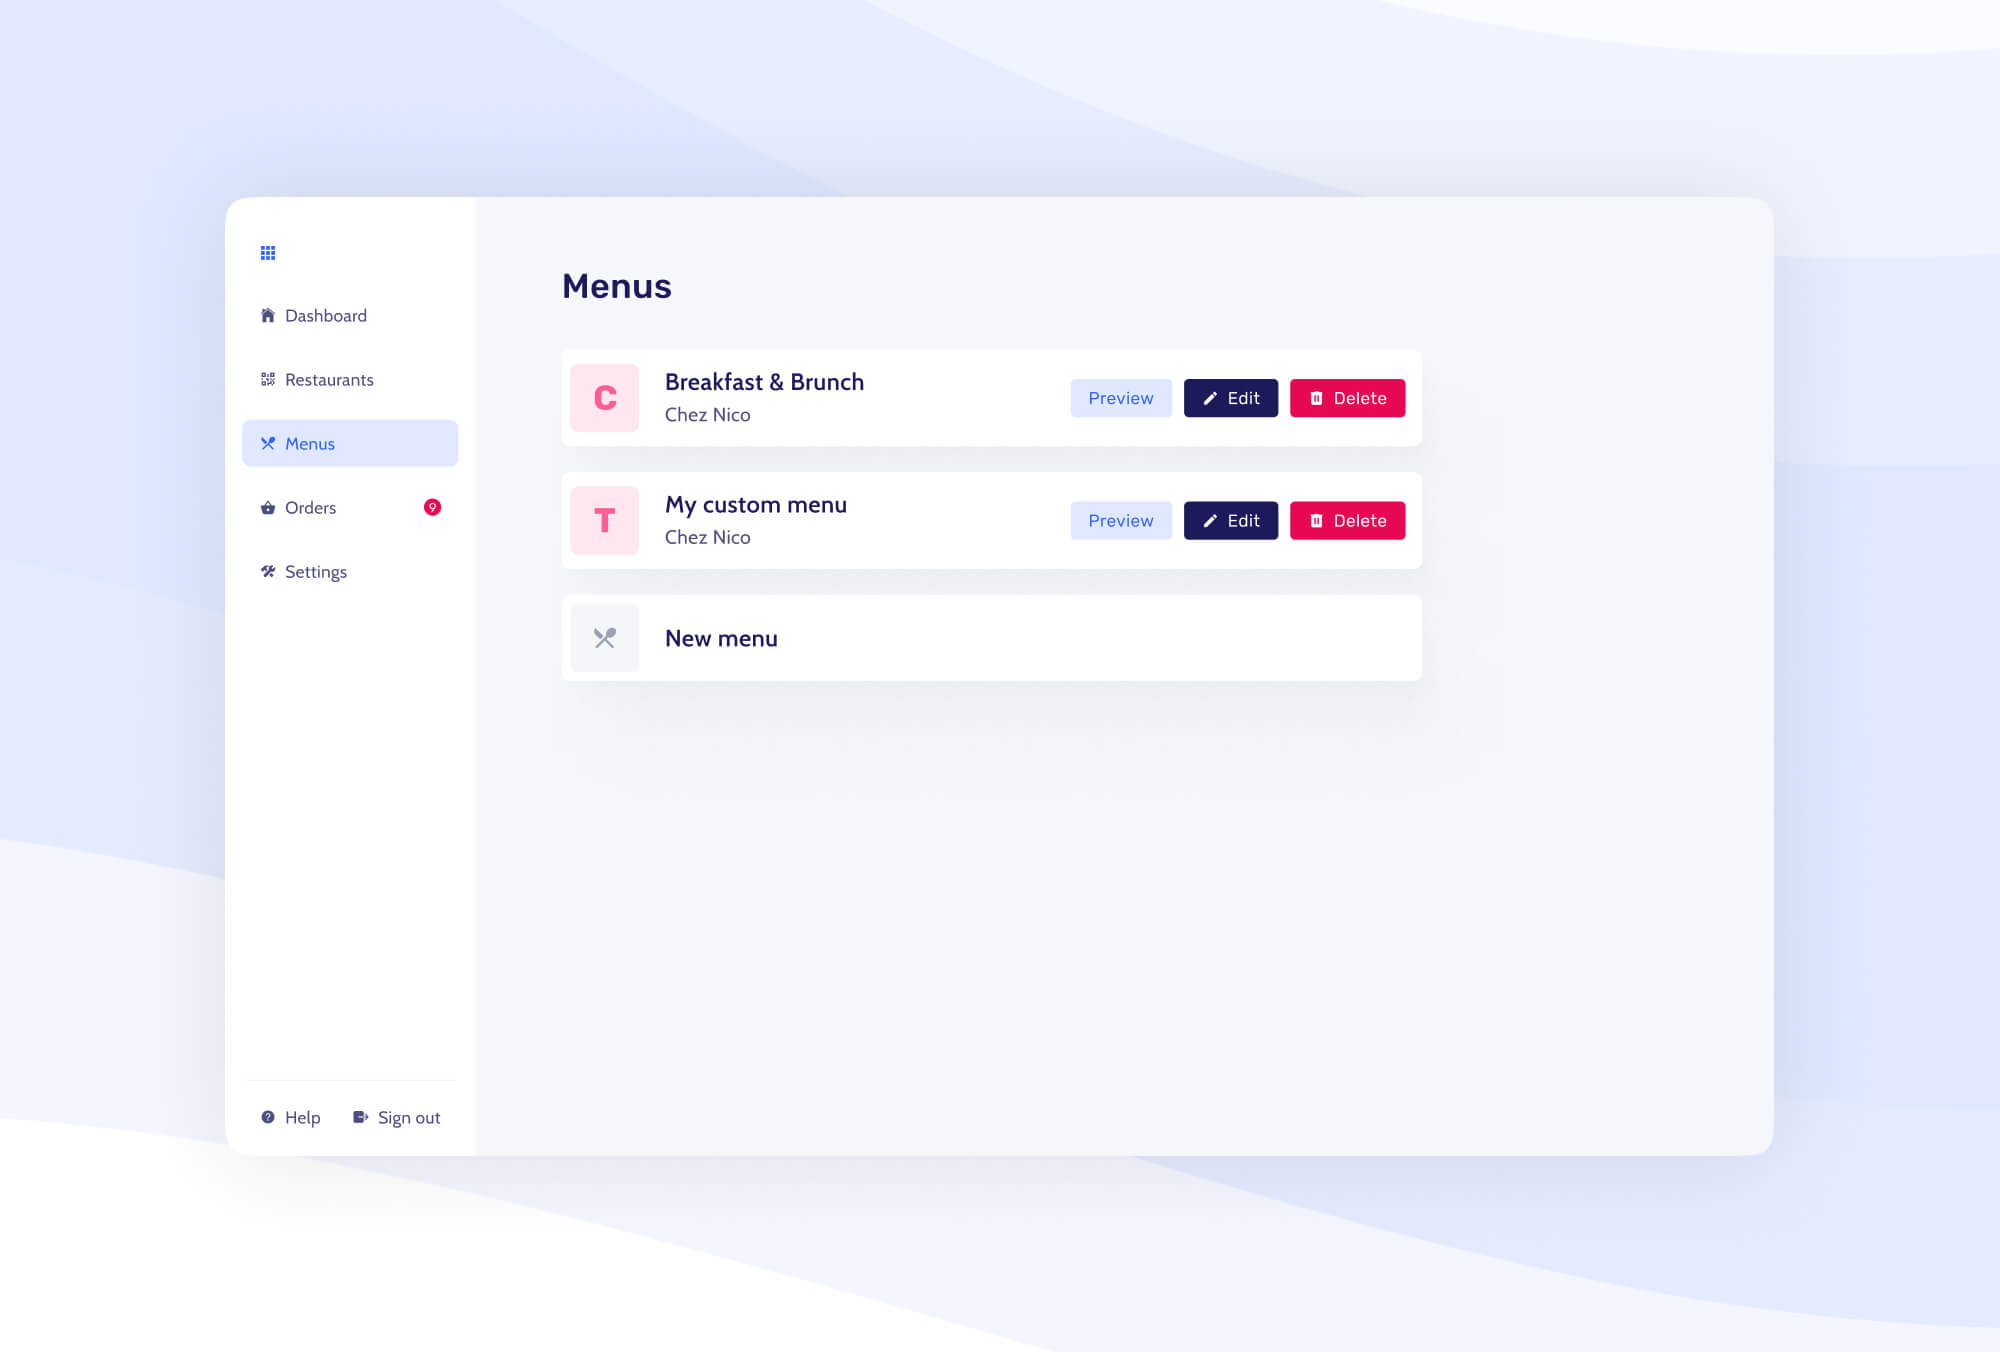 Menus
Dashboard
Restaurants
Menus
Orders 9
Settings
Help Sign out
C Breakfast & Brunch
Chez Nico
Preview Edit Delete
T My custom menu
Chez Nico
Preview Edit Delete
New menu